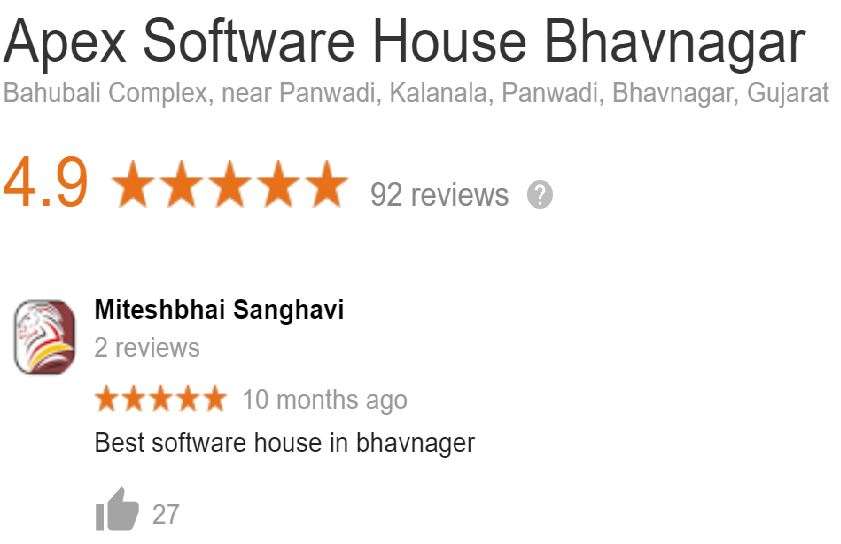 Apex Software House Bhavnagar
Bahubali Complex, near Panwadi, Kalanala, Panwadi, Bhavnagar, Gujarat
4.9 92 reviews ?
Miteshbhai Sanghavi
2 reviews
10 months ago
Best software house in bhavnager
27